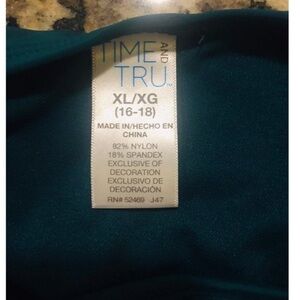 TIME AND
TRU™
XL/XG
(16-18)
MADE IN/HECHO EN
CHINA
82% NYLON
18% SPANDEX
EXCLUSIVE OF
DECORATION
EXCLUSIVO DE
DECORACIÓN
RN# 52469 J47